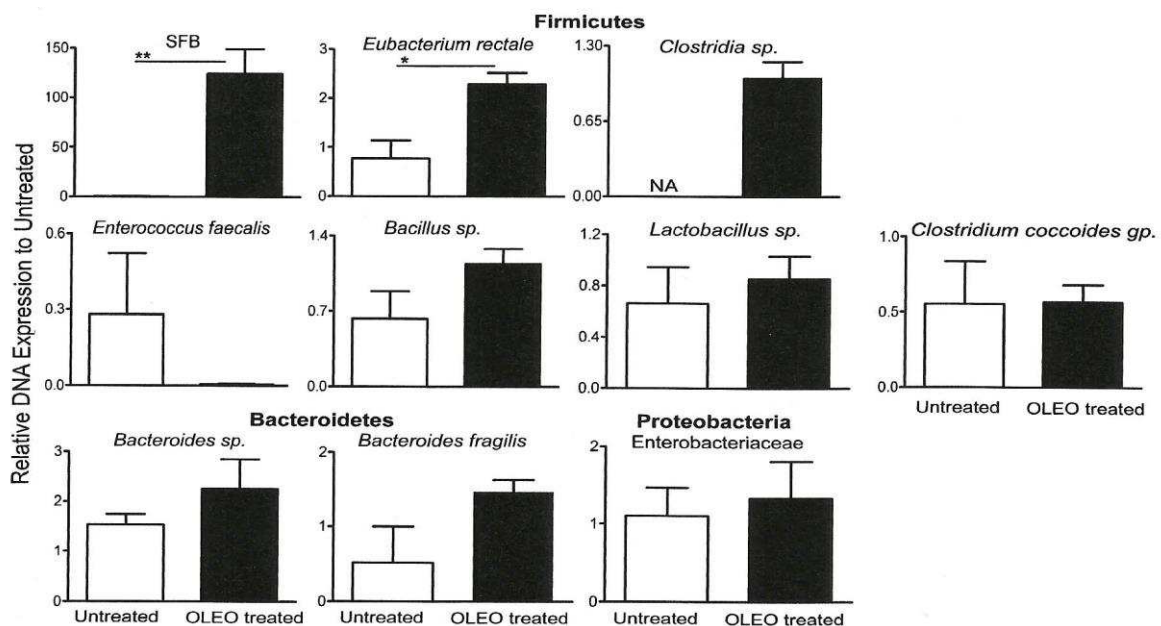 Firmicutes
SFB
Eubacterium rectale
Clostridia sp.
150
125
100
75
50
25
0
**
3
2
1
0
*
1.30
0.65
0.00
NA
Relative DNA Expression to Untreated
Enterococcus faecalis
Bacillus sp.
Lactobacillus sp.
Clostridium coccoides gp.
0.6
0.3
0.0
1.4
0.7
0.0
1.2
0.8
0.4
0.0
1.0
0.5
0.0
Untreated OLEO treated
Bacteroidetes
Proteobacteria
Bacteroides sp.
Bacteroides fragilis
Enterobacteriaceae
3
2
1
0
2
1
0
2
1
0
Untreated OLEO treated
Untreated OLEO treated
Untreated OLEO treated